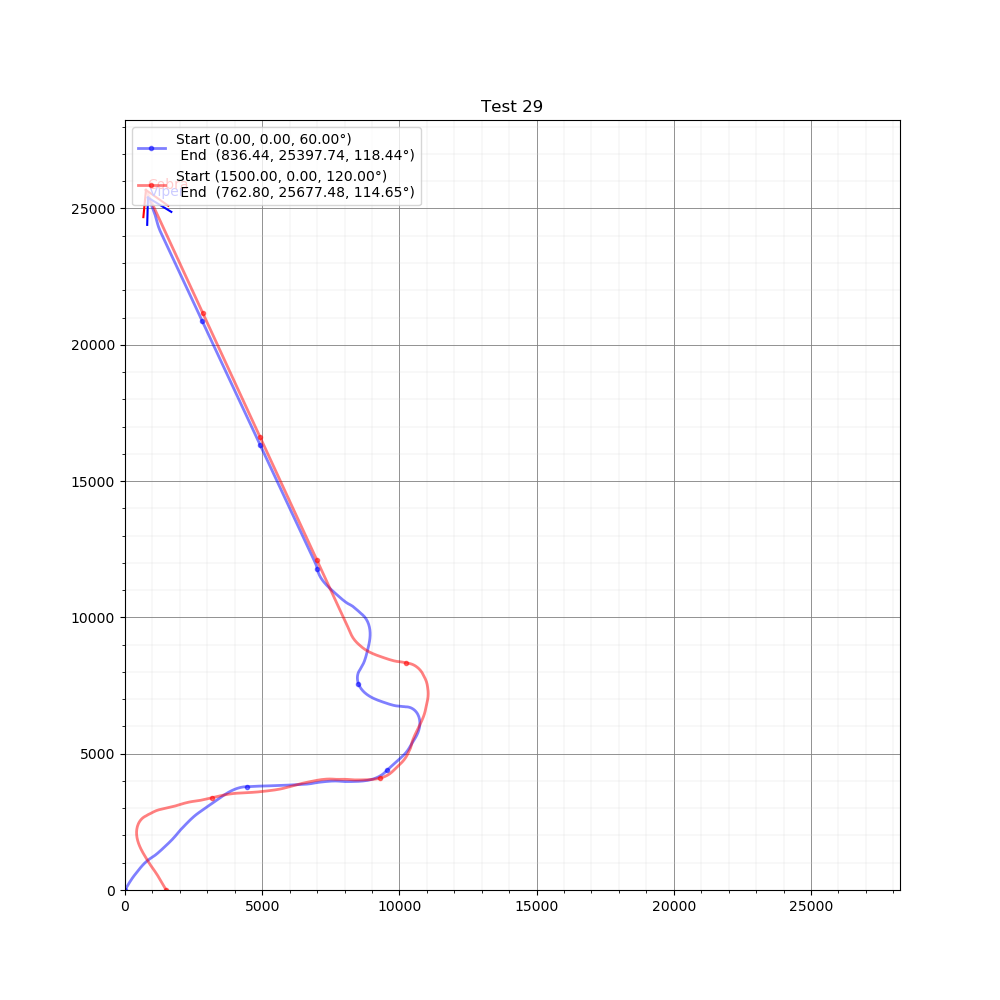 Test 29
Start (0.00, 0.00, 60.00°)
End (836.44, 25397.74, 118.44°)
Start (1500.00, 0.00, 120.00°)
End (762.80, 25677.48, 114.65°)
25000
20000
15000
10000
5000
0
0 5000 10000 15000 20000 25000